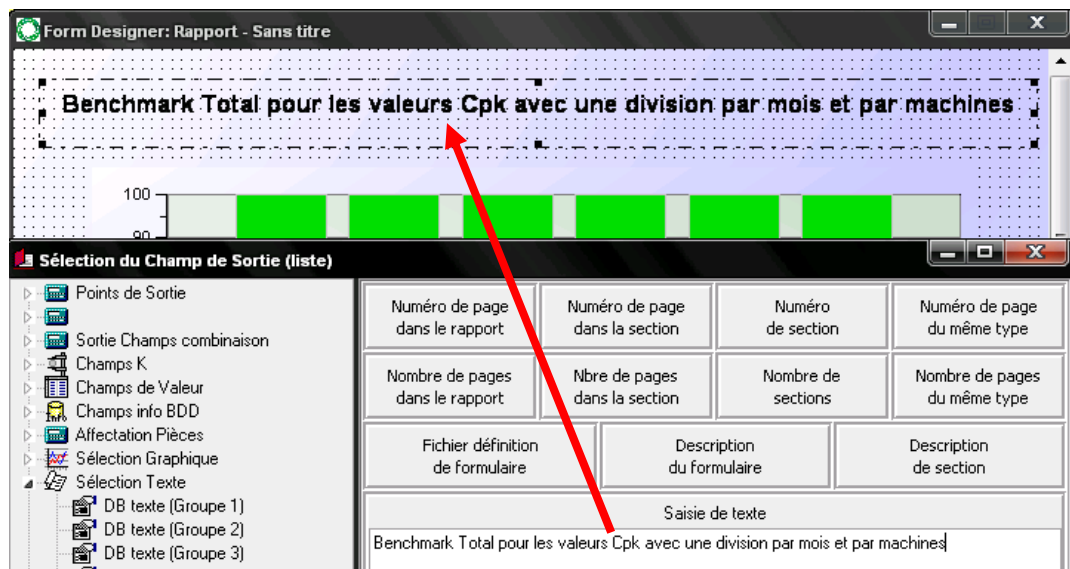 Form Designer: Rapport - Sans titre
Benchmark Total pour les valeurs Cpk avec une division par mois et par machines
100
90
Sélection du Champ de Sortie (liste)
Points de Sortie
Sortie Champs combinaison
Champs K
Champs de Valeur
Champs info BDD
Affectation Pièces
Sélection Graphique
Sélection Texte
DB texte (Groupe 1)
DB texte (Groupe 2)
DB texte (Groupe 3)
Numéro de page
dans le rapport
Numéro de page
dans la section
Numéro
de section
Numéro de page
du même type
Nombre de pages
dans le rapport
Nbre de pages
dans la section
Nombre de
sections
Nombre de pages
du même type
Fichier définition
de formulaire
Description
du formulaire
Description
de section
Saisie de texte
Benchmark Total pour les valeurs Cpk avec une division par mois et par machines